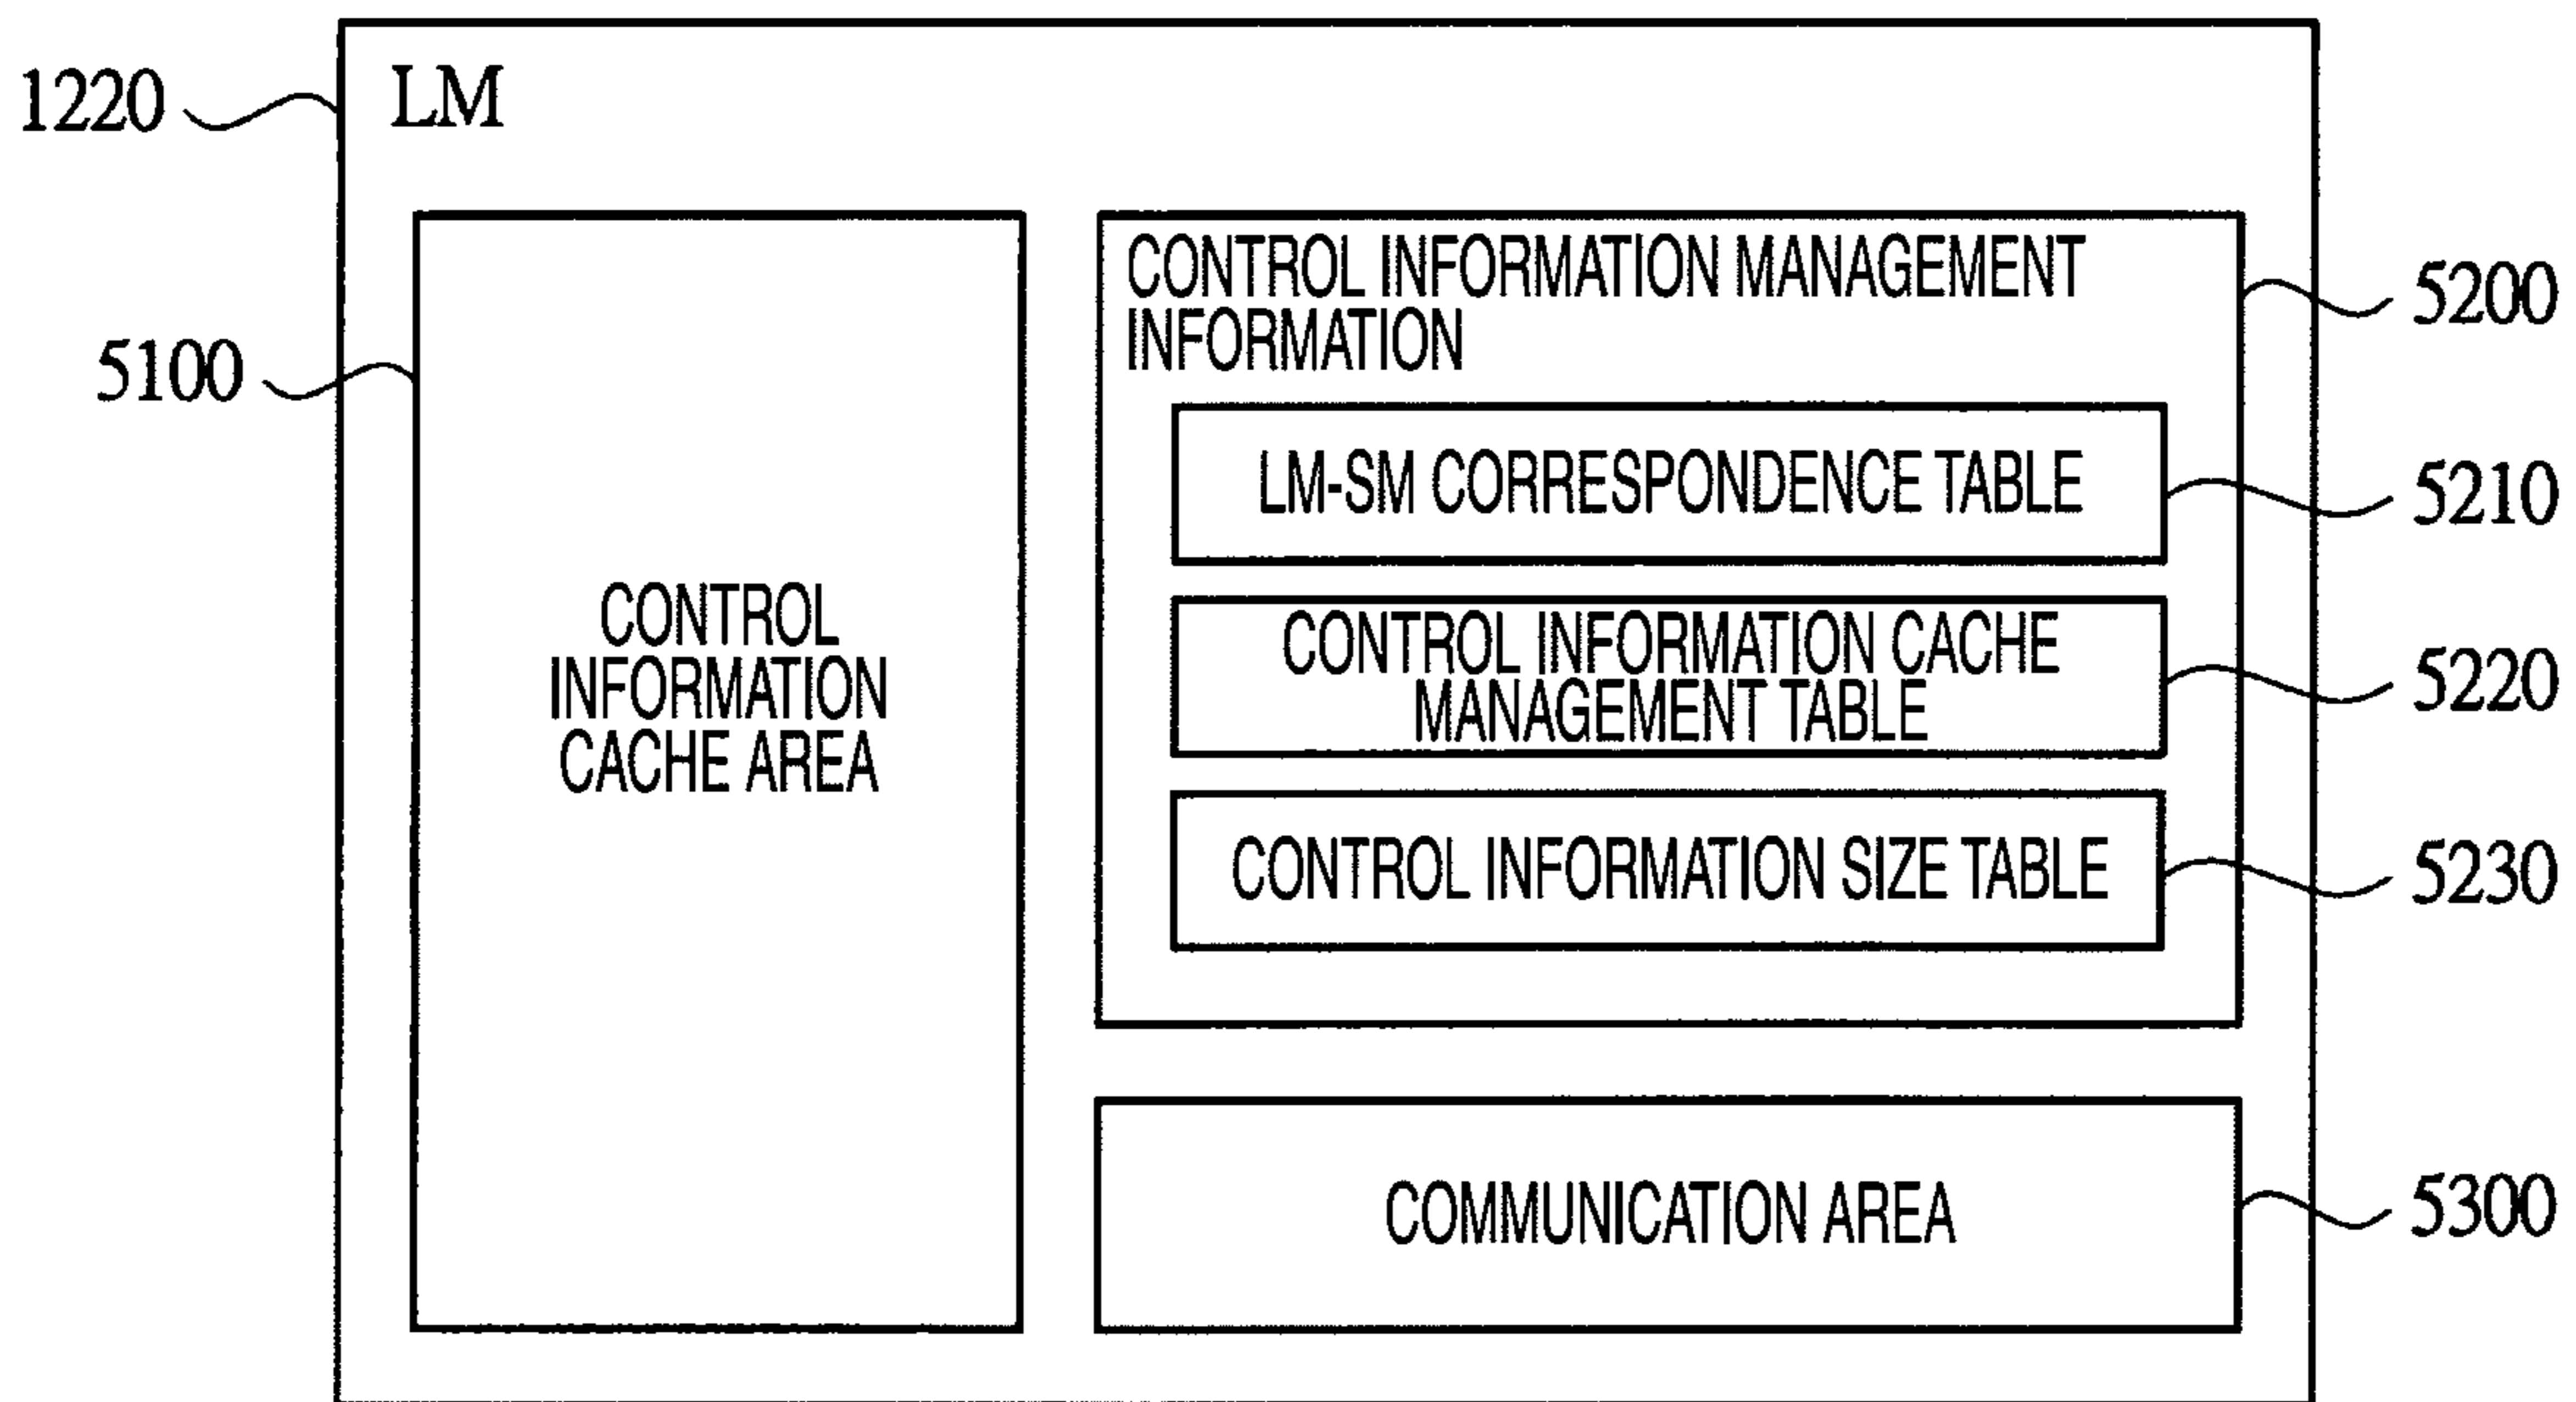 1220
LM
5100
CONTROL
INFORMATION
CACHE AREA
CONTROL INFORMATION MANAGEMENT
INFORMATION
5200
LM-SM CORRESPONDENCE TABLE
5210
CONTROL INFORMATION CACHE
MANAGEMENT TABLE
5220
CONTROL INFORMATION SIZE TABLE
5230
COMMUNICATION AREA
5300